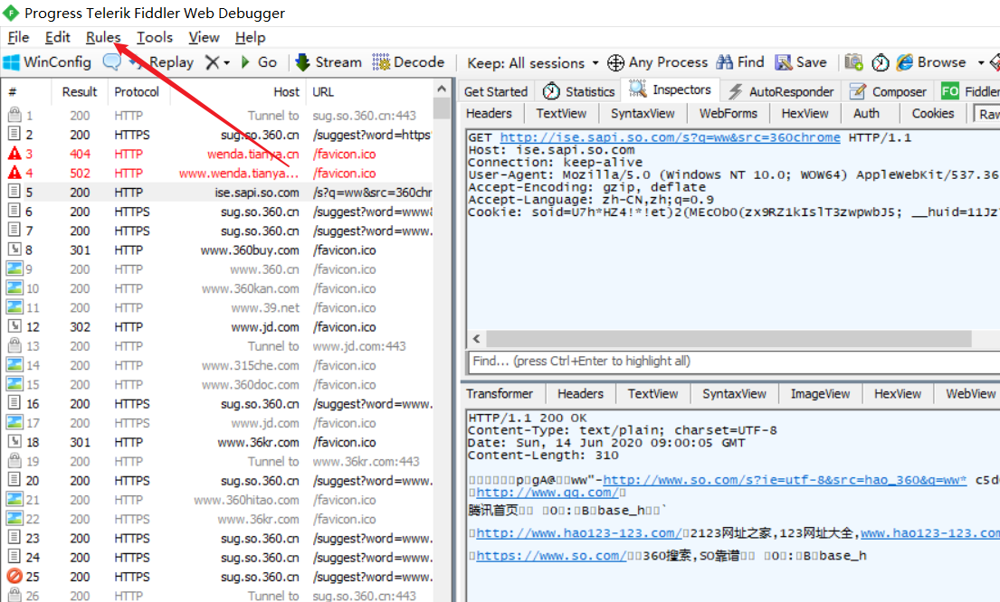 Progress Telerik Fiddler Web Debugger
File Edit Rules Tools View Help
WinConfig Replay Go Stream Decode Keep: All sessions Any Process Find Save Browse
# Result Protocol Host URL
1 200 HTTP Tunnel to sug.so.360.cn:443
2 200 HTTPS sug.so.360.cn /suggest?word=https
3 404 HTTP wenda.tianya.cn /favicon.ico
4 502 HTTP www.wenda.tianya... /favicon.ico
5 200 HTTP ise.sapi.so.com /s?q=ww&src=360chr
6 200 HTTPS sug.so.360.cn /suggest?word=www
7 200 HTTPS sug.so.360.cn /suggest?word=www.
8 301 HTTP www.360buy.com /favicon.ico
9 200 HTTP www.360.cn /favicon.ico
10 200 HTTP www.360kan.com /favicon.ico
11 200 HTTP www.39.net /favicon.ico
12 302 HTTP www.jd.com /favicon.ico
13 200 HTTP Tunnel to www.jd.com:443
14 200 HTTP www.315che.com /favicon.ico
15 200 HTTP www.360doc.com /favicon.ico
16 200 HTTPS sug.so.360.cn /suggest?word=www.
17 200 HTTPS www.jd.com /favicon.ico
18 301 HTTP www.36kr.com /favicon.ico
19 200 HTTP Tunnel to www.36kr.com:443
20 200 HTTPS sug.so.360.cn /suggest?word=www.
21 200 HTTP www.360hitao.com /favicon.ico
22 200 HTTPS www.36kr.com /favicon.ico
23 200 HTTPS sug.so.360.cn /suggest?word=www.
24 200 HTTPS sug.so.360.cn /suggest?word=www.
25 200 HTTPS sug.so.360.cn /suggest?word=www.
26 200 HTTP Tunnel to sug.so.360.cn:443
Get Started Statistics Inspectors AutoResponder Composer FO Fiddler
Headers TextView SyntaxView WebForms HexView Auth Cookies Raw
GET http://ise.sapi.so.com/s?q=ww&src=360chrome HTTP/1.1
Host: ise.sapi.so.com
Connection: keep-alive
User-Agent: Mozilla/5.0 (Windows NT 10.0; WOW64) AppleWebKit/537.36
Accept-Encoding: gzip, deflate
Accept-Language: zh-CN,zh;q=0.9
Cookie: soid=U7h*HZ4!*!et)2(MEcObO(zx9RZ1kIslT3zwpwbJ5; __huid=11Jz
Find... (press Ctrl+Enter to highlight all)
Transformer Headers TextView SyntaxView ImageView HexView WebView
HTTP/1.1 200 OK
Content-Type: text/plain; charset=UTF-8
Date: Sun, 14 Jun 2020 09:00:05 GMT
Content-Length: 310
p gA@ ww"-http://www.so.com/s?ie=utf-8&src=hao_360&q=ww* c5d
http://www.qq.com/
腾讯首页 O : B base_h `
http://www.hao123-123.com/ 2123网址之家,123网址大全,www.hao123-123.com
https://www.so.com/ 360搜索,SO靠谱 O : B base_h